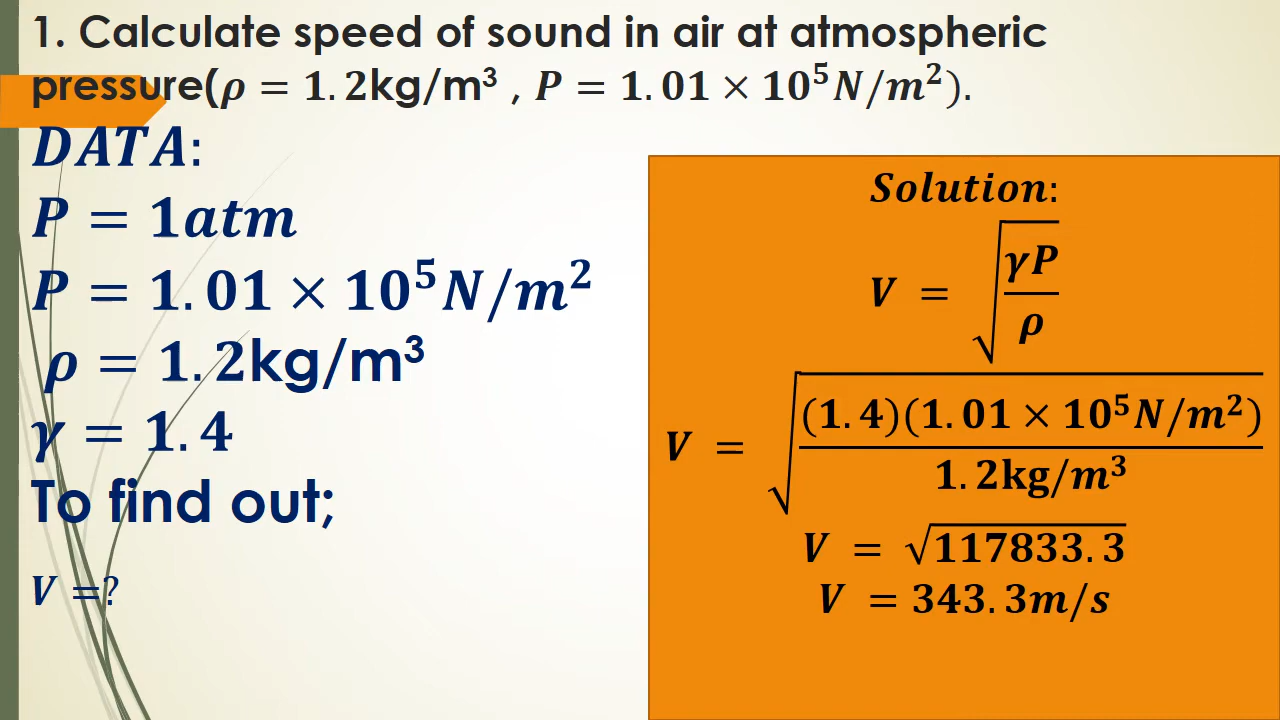 1. Calculate speed of sound in air at atmospheric
pressure(ρ = 1.2kg/m³ , P = 1.01 × 10⁵N/m²).
DATA:
P = 1atm
P = 1.01 × 10⁵N/m²
ρ = 1.2kg/m³
γ = 1.4
To find out;
V =?
Solution:
V = √(γP/ρ)
V = √((1.4)(1.01 × 10⁵N/m²)/1.2kg/m³)
V = √117833.3
V = 343.3m/s